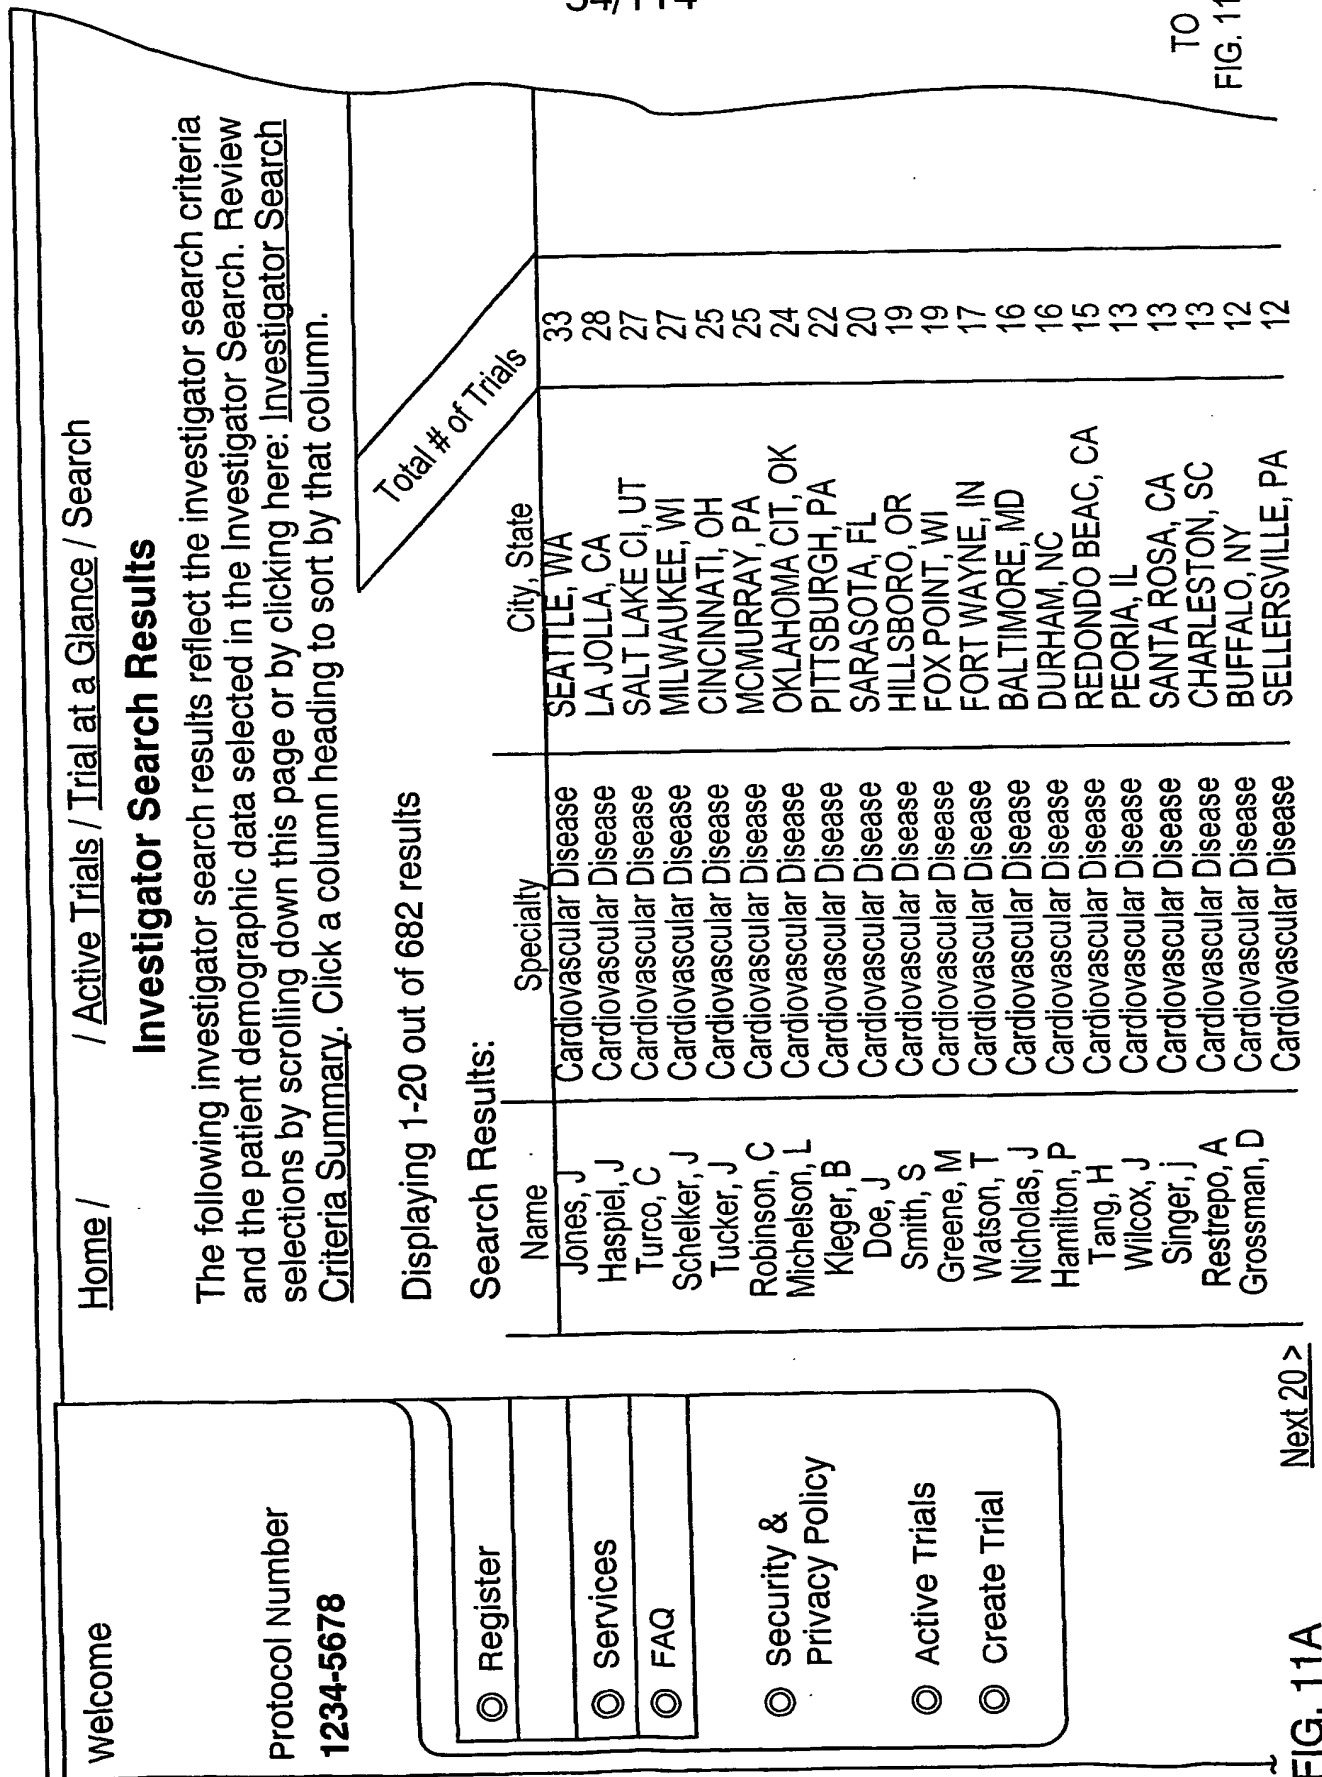 34/114
Welcome
Protocol Number
1234-5678
Register
Services
FAQ
Security &
Privacy Policy
Active Trials
Create Trial
Home / / Active Trials / Trial at a Glance / Search
Investigator Search Results
The following investigator search results reflect the investigator search criteria
and the patient demographic data selected in the Investigator Search. Review
selections by scrolling down this page or by clicking here: Investigator Search
Criteria Summary. Click a column heading to sort by that column.
Displaying 1-20 out of 682 results
Search Results:
Name Specialty City, State Total # of Trials
Jones, J Cardiovascular Disease SEATTLE, WA 33
Haspiel, J Cardiovascular Disease LA JOLLA, CA 28
Turco, C Cardiovascular Disease SALT LAKE CI, UT 27
Schelker, J Cardiovascular Disease MILWAUKEE, WI 27
Tucker, J Cardiovascular Disease CINCINNATI, OH 25
Robinson, C Cardiovascular Disease MCMURRAY, PA 25
Michelson, L Cardiovascular Disease OKLAHOMA CIT, OK 24
Kleger, B Cardiovascular Disease PITTSBURGH, PA 22
Doe, J Cardiovascular Disease SARASOTA, FL 20
Smith, S Cardiovascular Disease HILLSBORO, OR 19
Greene, M Cardiovascular Disease FOX POINT, WI 19
Watson, T Cardiovascular Disease FORT WAYNE, IN 17
Nicholas, J Cardiovascular Disease BALTIMORE, MD 16
Hamilton, P Cardiovascular Disease DURHAM, NC 16
Tang, H Cardiovascular Disease REDONDO BEAC, CA 15
Wilcox, J Cardiovascular Disease PEORIA, IL 13
Singer, j Cardiovascular Disease SANTA ROSA, CA 13
Restrepo, A Cardiovascular Disease CHARLESTON, SC 13
Grossman, D Cardiovascular Disease BUFFALO, NY 12
Cardiovascular Disease SELLERSVILLE, PA 12
Next 20 >
TO
FIG. 11
FIG. 11A